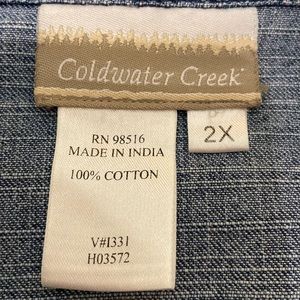 Coldwater Creek
2X
RN 98516
MADE IN INDIA
100% COTTON
V#I331
H03572